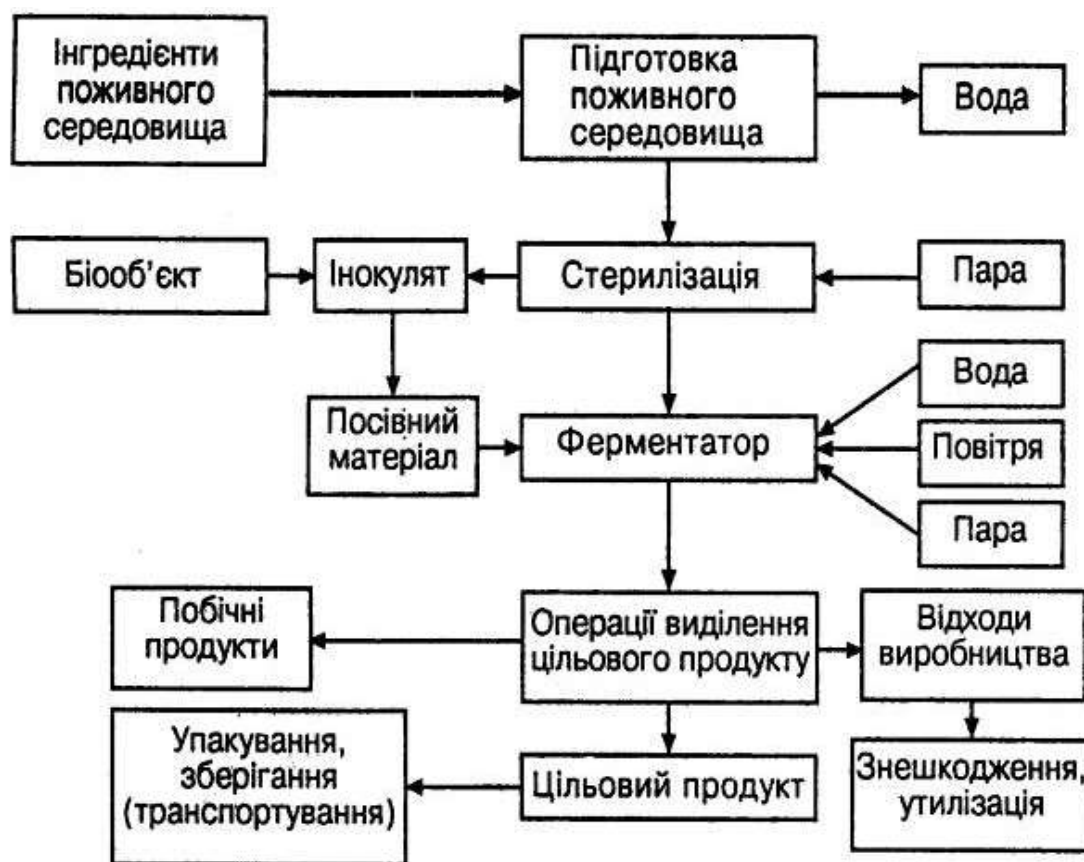 Інгредієнти
поживного
середовища
Підготовка
поживного
середовища
Вода
Біооб'єкт
Інокулят
Стерилізація
Пара
Посівний
матеріал
Ферментатор
Вода
Повітря
Пара
Побічні
продукти
Операції виділення
цільового продукту
Відходи
виробництва
Упакування,
зберігання
(транспортування)
Цільовий продукт
Знешкодження,
утилізація